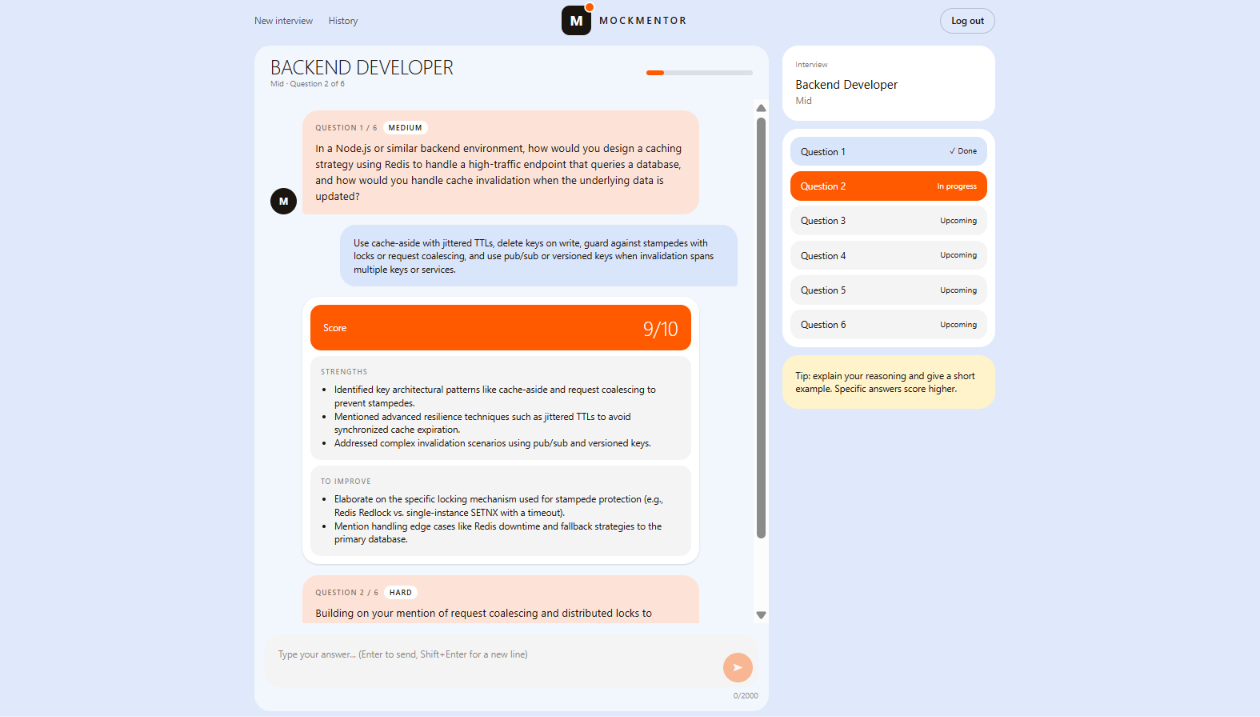 New interview
History
M
MOCKMENTOR
Log out
BACKEND DEVELOPER
Mid · Question 2 of 6
QUESTION 1 / 6 MEDIUM
In a Node.js or similar backend environment, how would you design a caching
strategy using Redis to handle a high-traffic endpoint that queries a database,
and how would you handle cache invalidation when the underlying data is
updated?
M
Use cache-aside with jittered TTLs, delete keys on write, guard against stampedes with
locks or request coalescing, and use pub/sub or versioned keys when invalidation spans
multiple keys or services.
Score 9/10
STRENGTHS
• Identified key architectural patterns like cache-aside and request coalescing to
prevent stampedes.
• Mentioned advanced resilience techniques such as jittered TTLs to avoid
synchronized cache expiration.
• Addressed complex invalidation scenarios using pub/sub and versioned keys.
TO IMPROVE
• Elaborate on the specific locking mechanism used for stampede protection (e.g.,
Redis Redlock vs. single-instance SETNX with a timeout).
• Mention handling edge cases like Redis downtime and fallback strategies to the
primary database.
QUESTION 2 / 6 HARD
Building on your mention of request coalescing and distributed locks to
Type your answer... (Enter to send, Shift+Enter for a new line)
0/2000
Interview
Backend Developer
Mid
Question 1 ✓ Done
Question 2 In progress
Question 3 Upcoming
Question 4 Upcoming
Question 5 Upcoming
Question 6 Upcoming
Tip: explain your reasoning and give a short
example. Specific answers score higher.